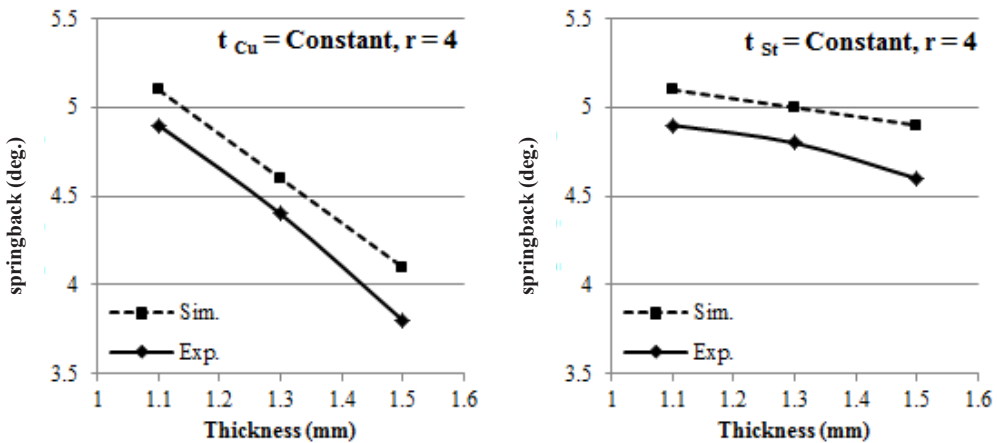 t Cu = Constant, r = 4
springback (deg.)
5.5
5
4.5
4
3.5
Sim.
Exp.
1 1.1 1.2 1.3 1.4 1.5 1.6
Thickness (mm)
t St = Constant, r = 4
springback (deg.)
5.5
5
4.5
4
3.5
Sim.
Exp.
1 1.1 1.2 1.3 1.4 1.5 1.6
Thickness (mm)